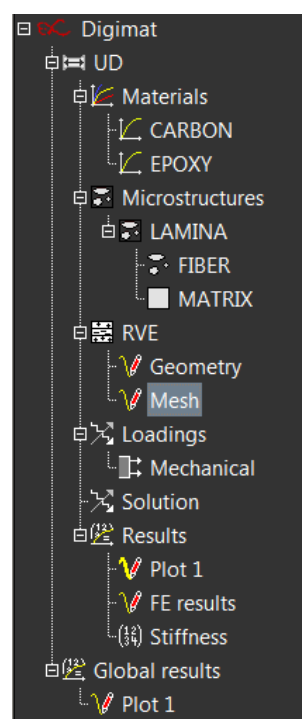 Digimat
UD
Materials
CARBON
EPOXY
Microstructures
LAMINA
FIBER
MATRIX
RVE
Geometry
Mesh
Loadings
Mechanical
Solution
Results
Plot 1
FE results
Stiffness
Global results
Plot 1